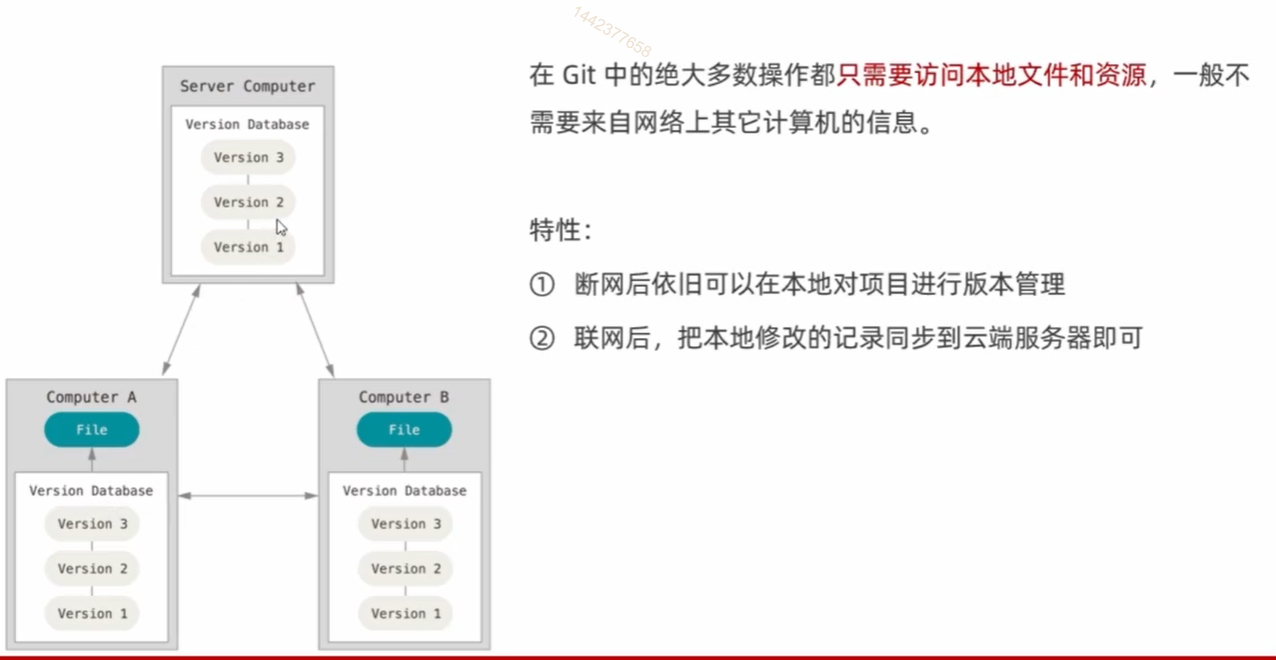 1442377658
在 Git 中的绝大多数操作都只需要访问本地文件和资源，一般不
需要来自网络上其它计算机的信息。
特性：
① 断网后依旧可以在本地对项目进行版本管理
② 联网后，把本地修改的记录同步到云端服务器即可
Server Computer
Version Database
Version 3
Version 2
Version 1
Computer A
File
Version Database
Version 3
Version 2
Version 1
Computer B
File
Version Database
Version 3
Version 2
Version 1